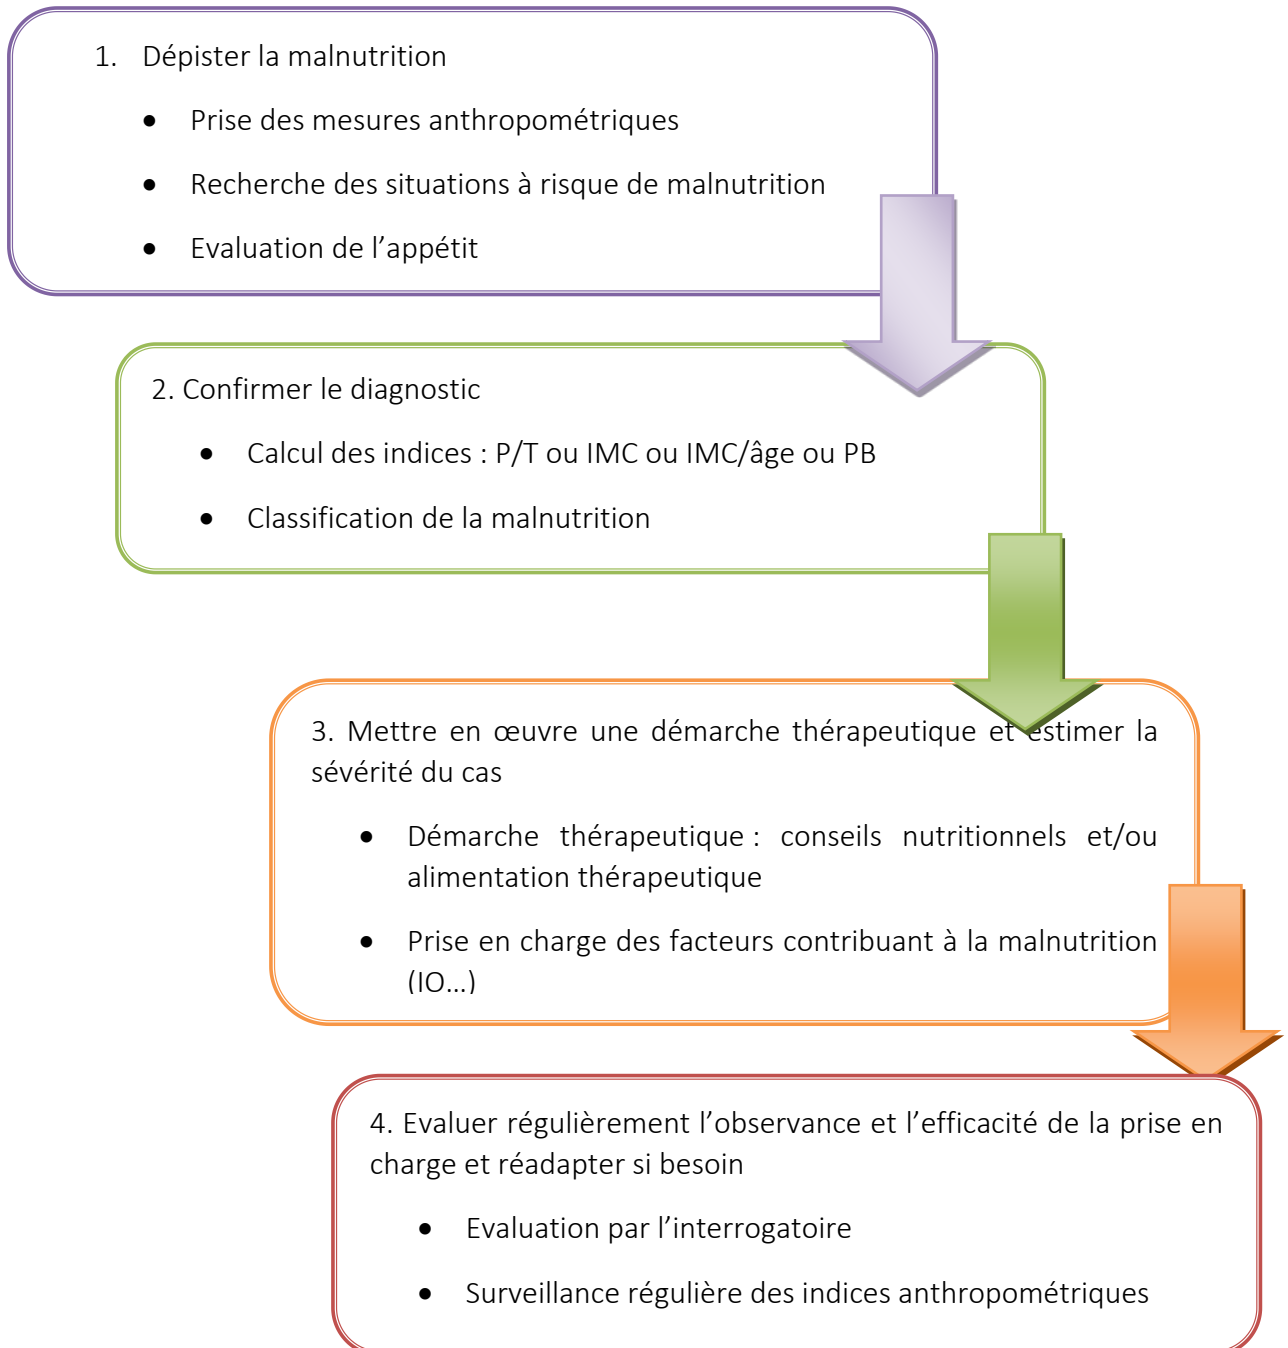 1. Dépister la malnutrition
• Prise des mesures anthropométriques
• Recherche des situations à risque de malnutrition
• Evaluation de l’appétit
2. Confirmer le diagnostic
• Calcul des indices : P/T ou IMC ou IMC/âge ou PB
• Classification de la malnutrition
3. Mettre en œuvre une démarche thérapeutique et estimer la
sévérité du cas
• Démarche thérapeutique : conseils nutritionnels et/ou
alimentation thérapeutique
• Prise en charge des facteurs contribuant à la malnutrition
(IO…)
4. Evaluer régulièrement l’observance et l’efficacité de la prise en
charge et réadapter si besoin
• Evaluation par l’interrogatoire
• Surveillance régulière des indices anthropométriques